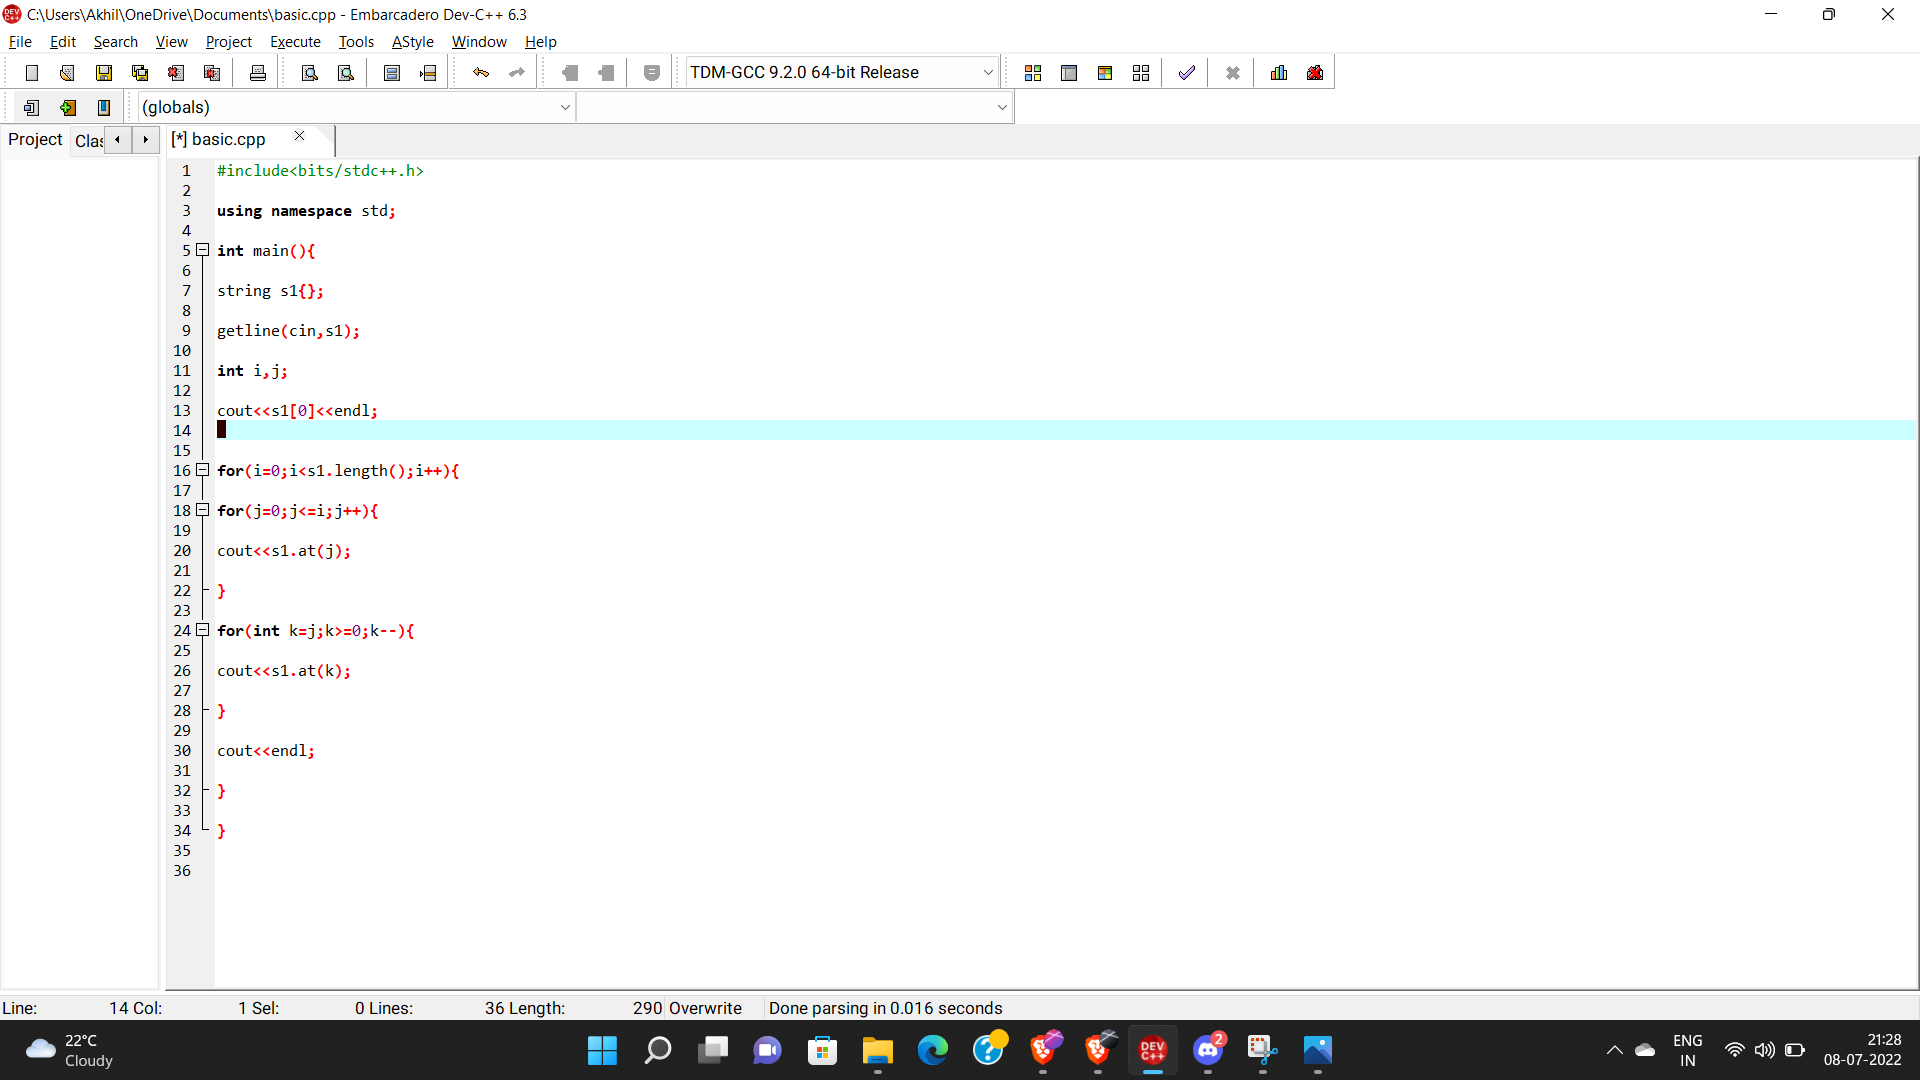 C:\Users\Akhil\OneDrive\Documents\basic.cpp - Embarcadero Dev-C++ 6.3
File Edit Search View Project Execute Tools AStyle Window Help
TDM-GCC 9.2.0 64-bit Release
(globals)
Project Clas [*] basic.cpp
1 #include<bits/stdc++.h>
2
3 using namespace std;
4
5 int main(){
6
7 string s1{};
8
9 getline(cin,s1);
10
11 int i,j;
12
13 cout<<s1[0]<<endl;
14
15
16 for(i=0;i<s1.length();i++){
17
18 for(j=0;j<=i;j++){
19
20 cout<<s1.at(j);
21
22 }
23
24 for(int k=j;k>=0;k--){
25
26 cout<<s1.at(k);
27
28 }
29
30 cout<<endl;
31
32 }
33
34 }
35
36
Line: 14 Col: 1 Sel: 0 Lines: 36 Length: 290 Overwrite Done parsing in 0.016 seconds
22°C
Cloudy
DEV
C++
2
ENG
IN
21:28
08-07-2022